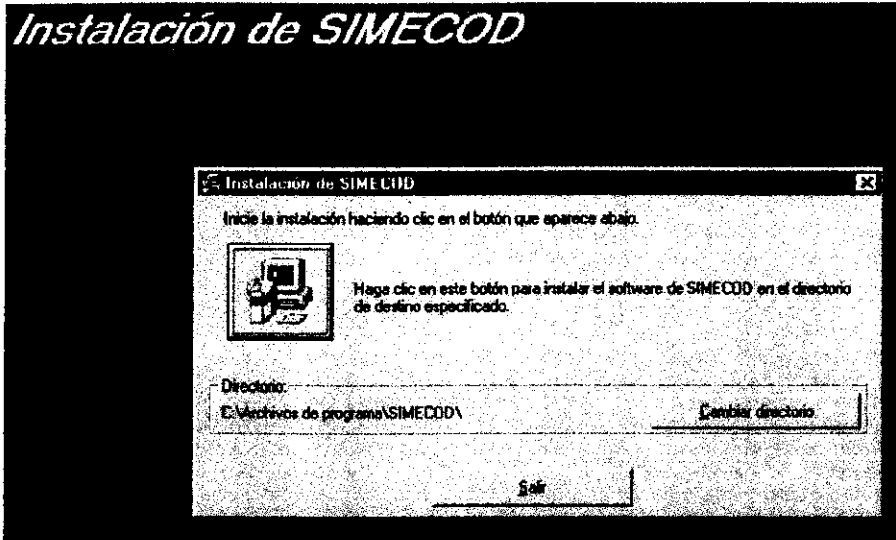 Instalación de SIMECOD
Instalación de SIMECOD
Inicie la instalación haciendo clic en el botón que aparece abajo.
Haga clic en este botón para instalar el software de SIMECOD en el directorio
de destino especificado.
Directorio:
C:\Archivos de programa\SIMECOD\
Cambiar directorio
Salir